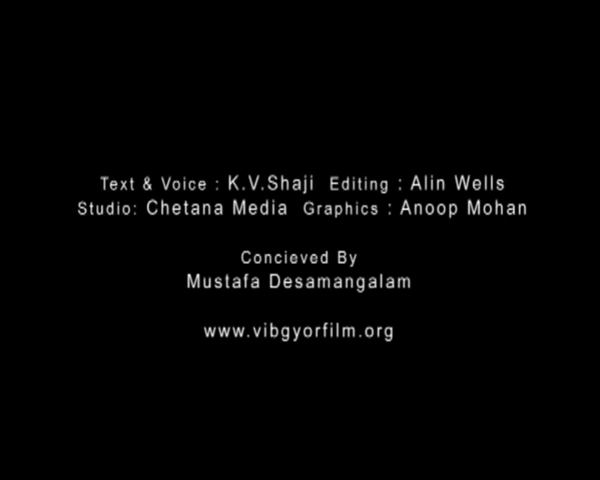 Text & Voice : K.V.Shaji Editing : Alin Wells
Studio: Chetana Media Graphics : Anoop Mohan
Concieved By
Mustafa Desamangalam
www.vibgyorfilm.org